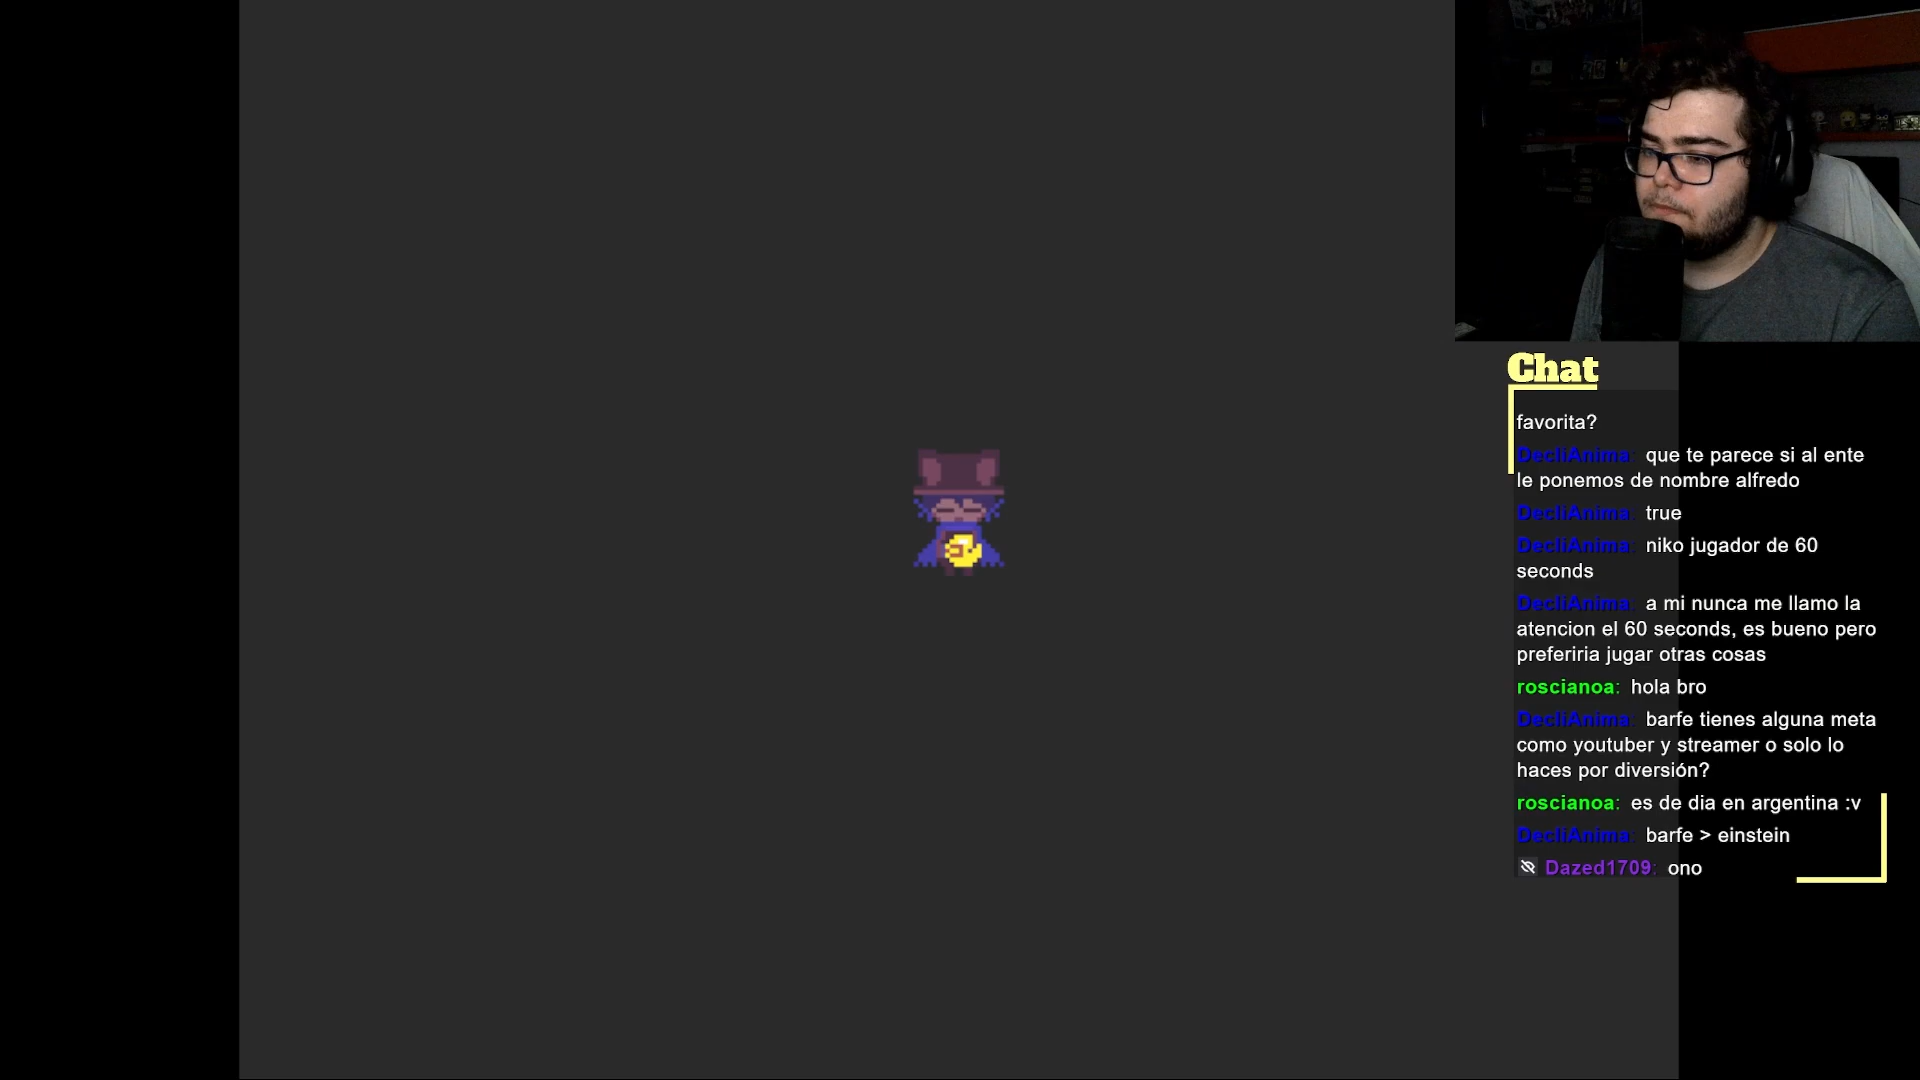 Chat
favorita?
DecliAnima: que te parece si al ente
le ponemos de nombre alfredo
DecliAnima: true
DecliAnima: niko jugador de 60
seconds
DecliAnima: a mi nunca me llamo la
atencion el 60 seconds, es bueno pero
preferiria jugar otras cosas
roscianoa: hola bro
DecliAnima: barfe tienes alguna meta
como youtuber y streamer o solo lo
haces por diversión?
roscianoa: es de dia en argentina :v
DecliAnima: barfe > einstein
Dazed1709: ono